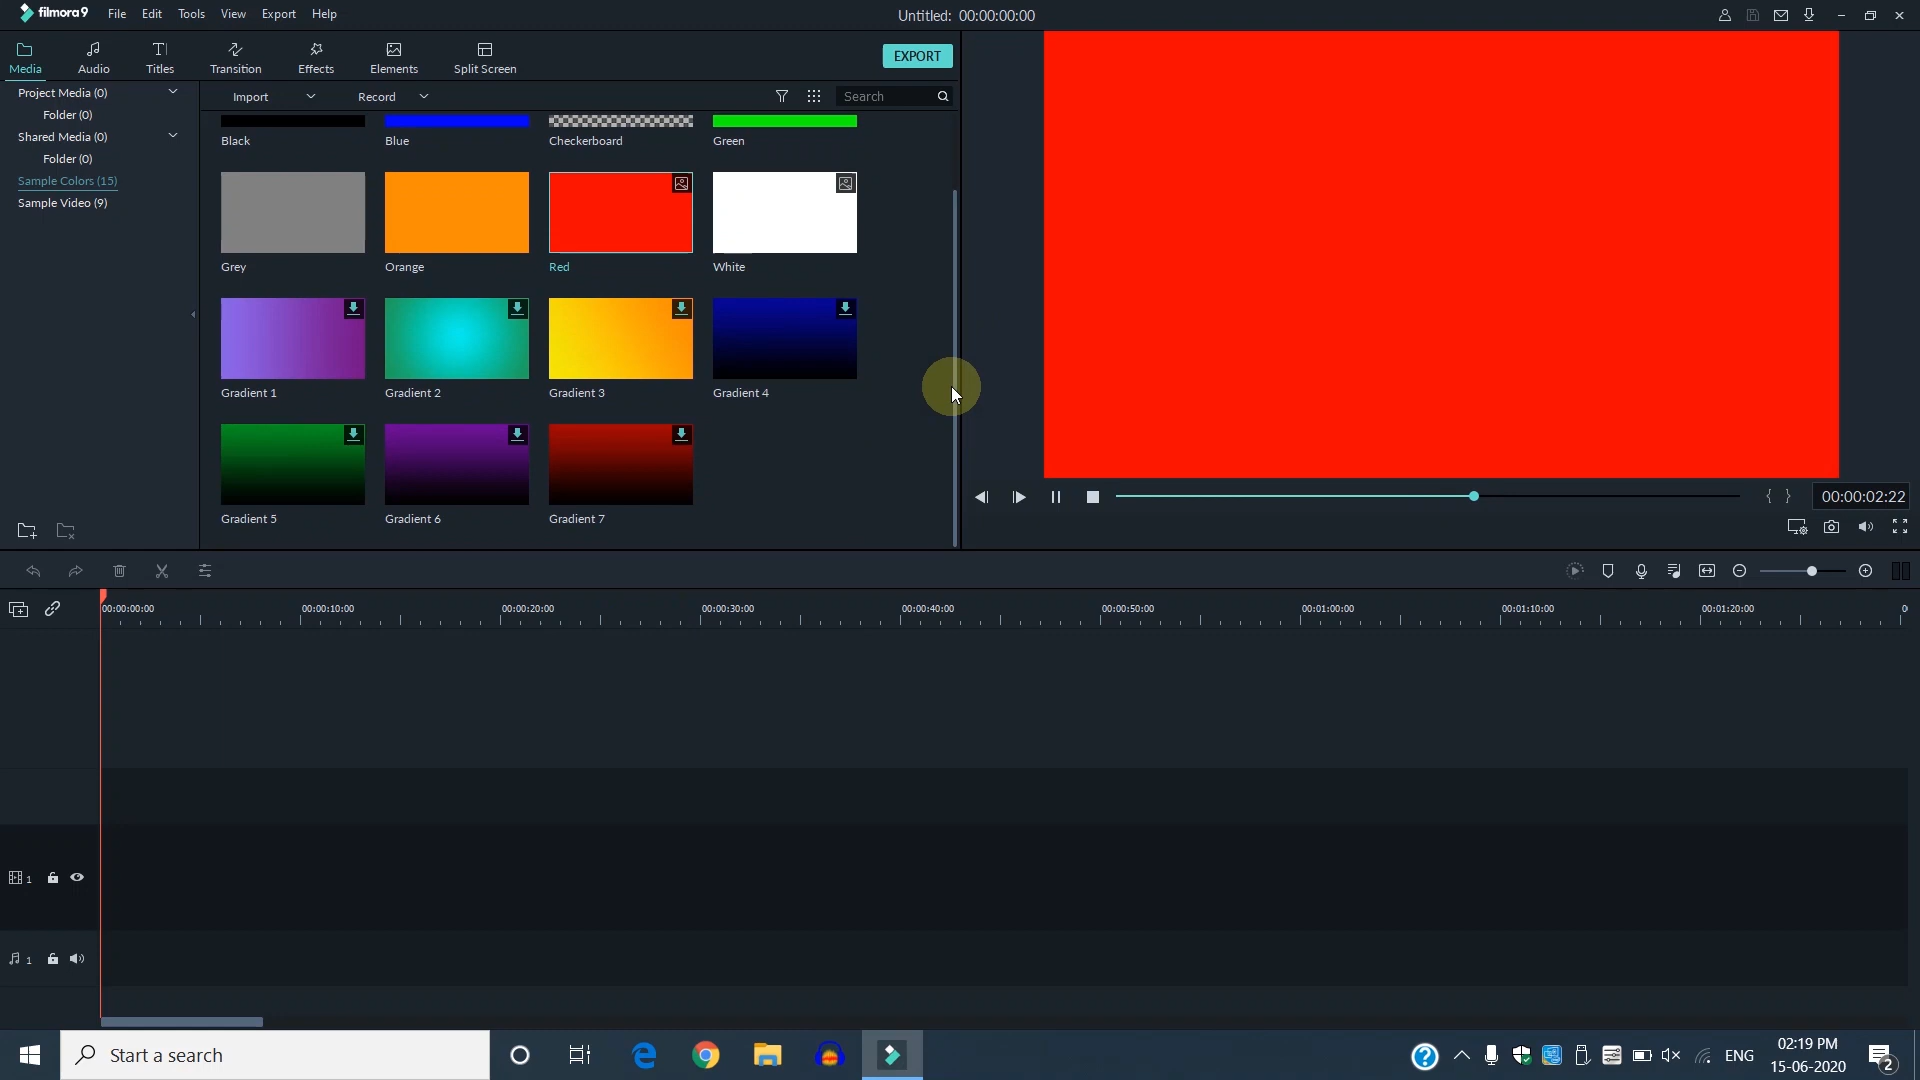 filmora9 File Edit Tools View Export Help Untitled: 00:00:00:00
Media Audio Titles Transition Effects Elements Split Screen EXPORT
Project Media (0)
Folder (0)
Shared Media (0)
Folder (0)
Sample Colors (15)
Sample Video (9)
Import Record Search
Black Blue Checkerboard Green
Grey Orange Red White
Gradient 1 Gradient 2 Gradient 3 Gradient 4
Gradient 5 Gradient 6 Gradient 7
00:00:02:22
00:00:00:00 00:00:10:00 00:00:20:00 00:00:30:00 00:00:40:00 00:00:50:00 00:01:00:00 00:01:10:00 00:01:20:00 0
1
1
Start a search
ENG
02:19 PM
15-06-2020
2